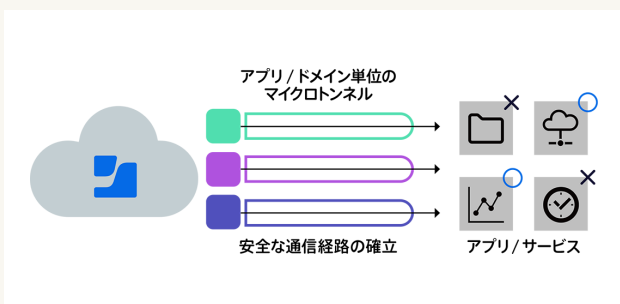 アプリ / ドメイン単位の
マイクロトンネル
安全な通信経路の確立
アプリ / サービス